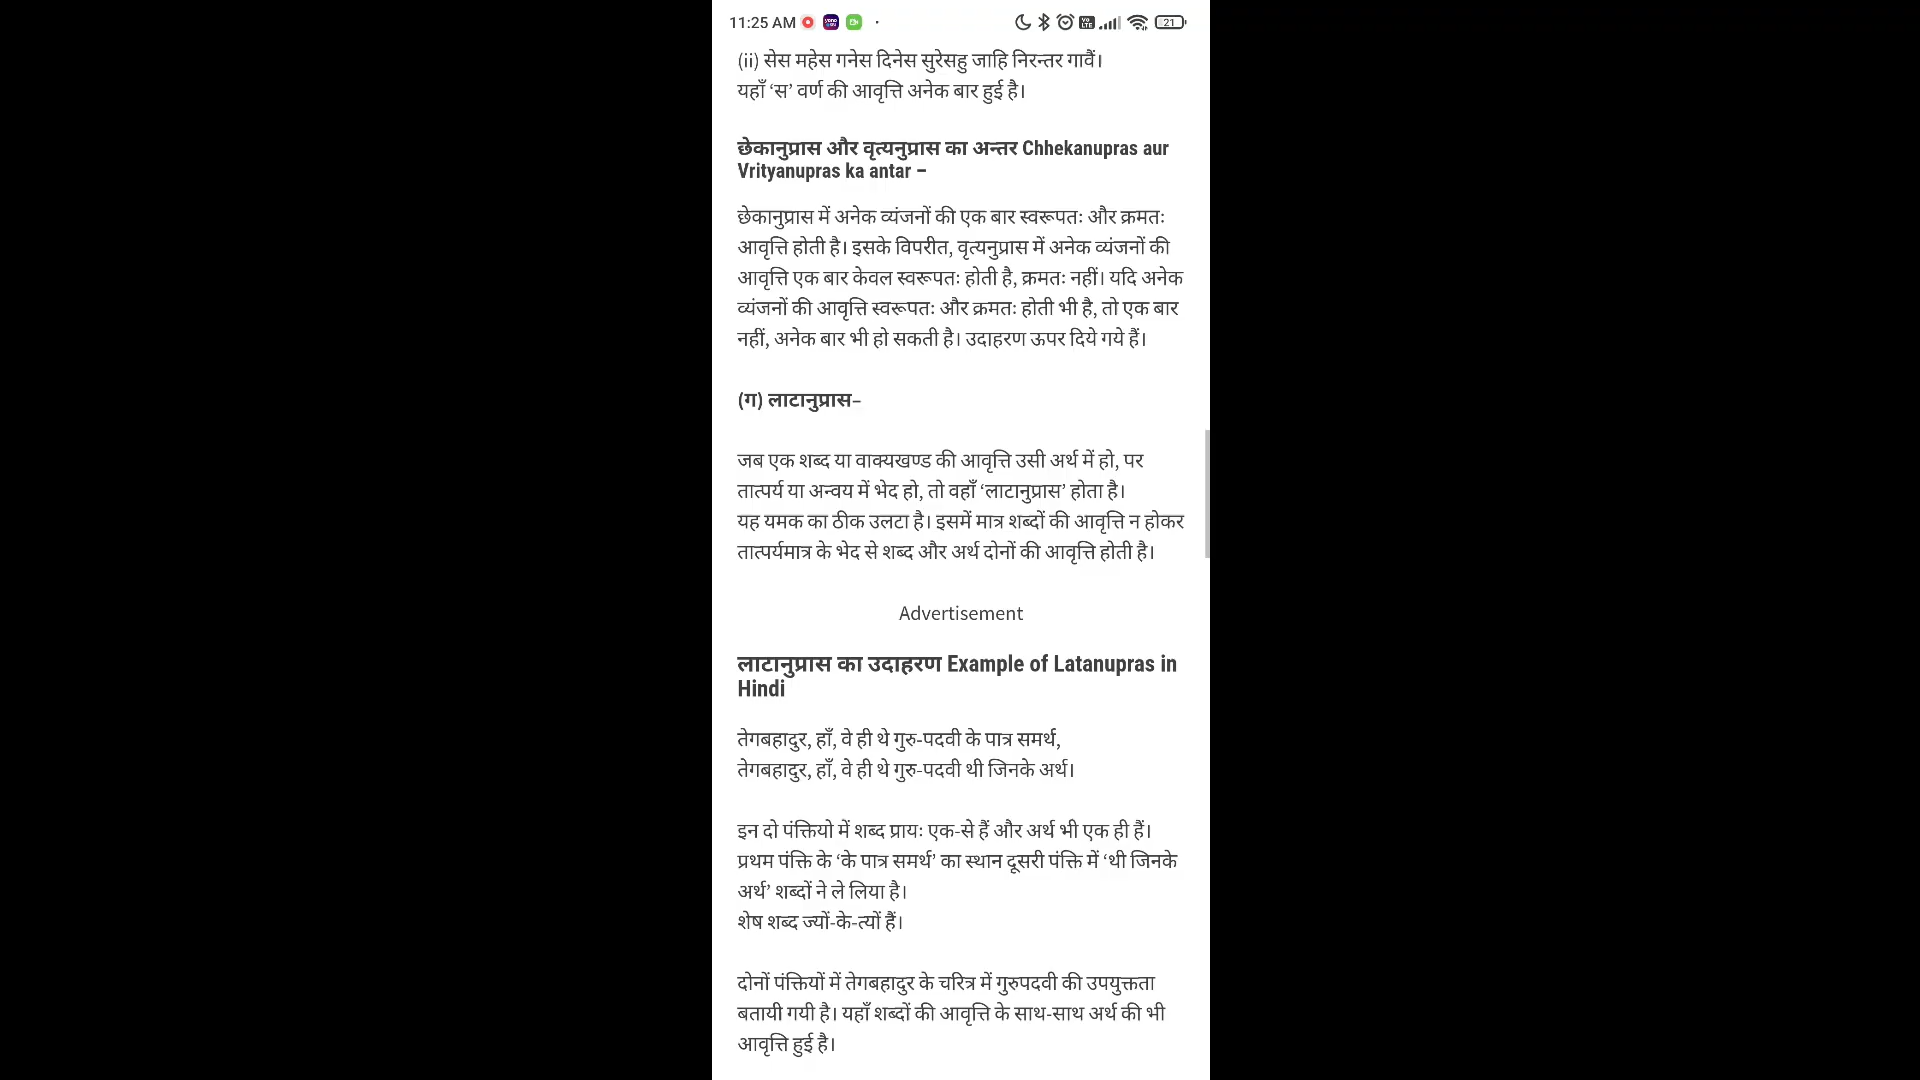 11:25 AM
21
(ii) सेस महेस गनेस दिनेस सुरेसहु जाहि निरन्तर गावैं।
यहाँ ‘स’ वर्ण की आवृत्ति अनेक बार हुई है।
छेकानुप्रास और वृत्यनुप्रास का अन्तर Chhekanupras aur
Vrityanupras ka antar –
छेकानुप्रास में अनेक व्यंजनों की एक बार स्वरूपतः और क्रमतः
आवृत्ति होती है। इसके विपरीत, वृत्यनुप्रास में अनेक व्यंजनों की
आवृत्ति एक बार केवल स्वरूपतः होती है, क्रमतः नहीं। यदि अनेक
व्यंजनों की आवृत्ति स्वरूपतः और क्रमतः होती भी है, तो एक बार
नहीं, अनेक बार भी हो सकती है। उदाहरण ऊपर दिये गये हैं।
(ग) लाटानुप्रास–
जब एक शब्द या वाक्यखण्ड की आवृत्ति उसी अर्थ में हो, पर
तात्पर्य या अन्वय में भेद हो, तो वहाँ ‘लाटानुप्रास’ होता है।
यह यमक का ठीक उलटा है। इसमें मात्र शब्दों की आवृत्ति न होकर
तात्पर्यमात्र के भेद से शब्द और अर्थ दोनों की आवृत्ति होती है।
Advertisement
लाटानुप्रास का उदाहरण Example of Latanupras in
Hindi
तेगबहादुर, हाँ, वे ही थे गुरु-पदवी के पात्र समर्थ,
तेगबहादुर, हाँ, वे ही थे गुरु-पदवी थी जिनके अर्थ।
इन दो पंक्तियो में शब्द प्रायः एक-से हैं और अर्थ भी एक ही हैं।
प्रथम पंक्ति के ‘के पात्र समर्थ’ का स्थान दूसरी पंक्ति में ‘थी जिनके
अर्थ’ शब्दों ने ले लिया है।
शेष शब्द ज्यों-के-त्यों हैं।
दोनों पंक्तियों में तेगबहादुर के चरित्र में गुरुपदवी की उपयुक्तता
बतायी गयी है। यहाँ शब्दों की आवृत्ति के साथ-साथ अर्थ की भी
आवृत्ति हुई है।